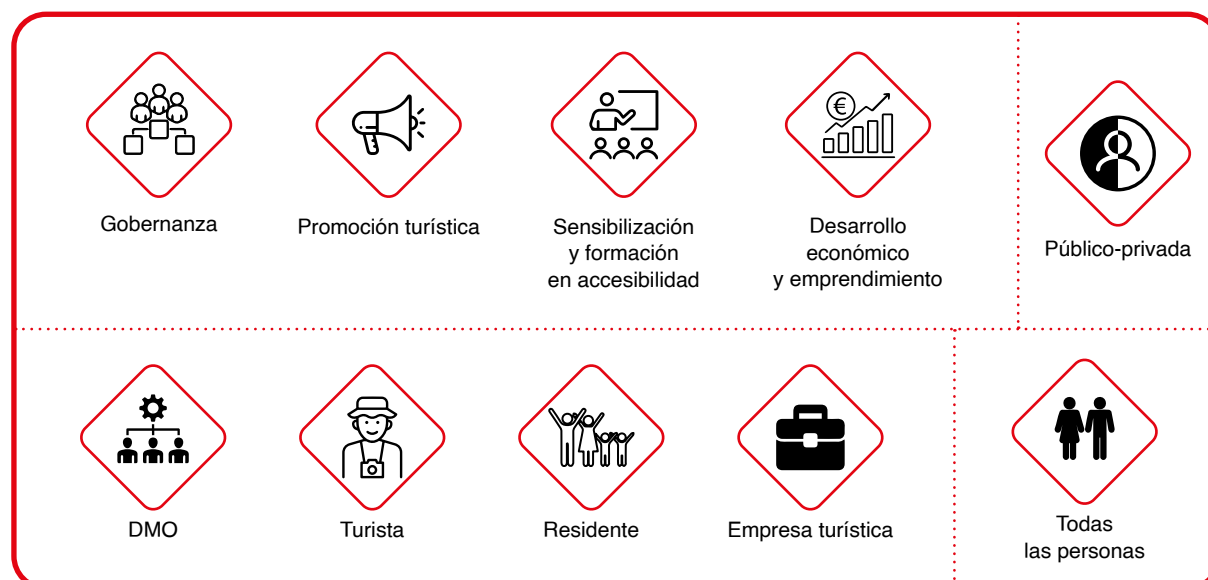 Gobernanza
Promoción turística
Sensibilización
y formación
en accesibilidad
Desarrollo
económico
y emprendimiento
Público-privada
DMO
Turista
Residente
Empresa turística
Todas
las personas